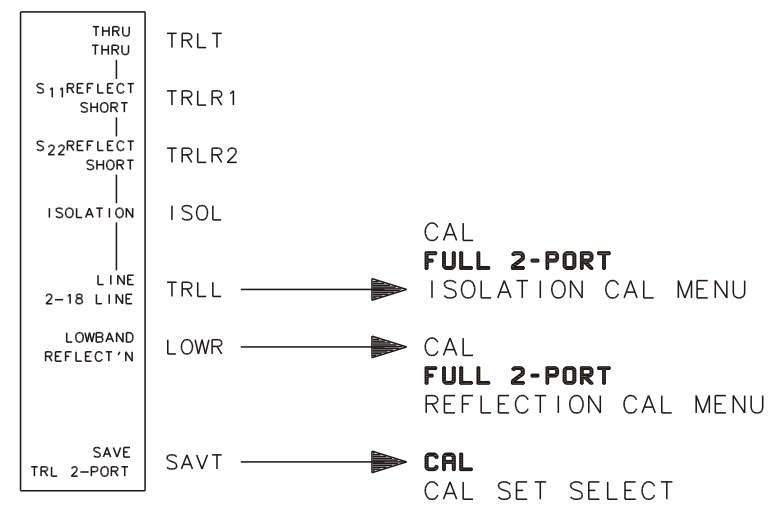 THRU
THRU
TRLT
S11REFLECT
SHORT
TRLR1
S22REFLECT
SHORT
TRLR2
ISOLATION
ISOL
LINE
2-18 LINE
TRLL
CAL
FULL 2-PORT
ISOLATION CAL MENU
LOWBAND
REFLECT'N
LOWR
CAL
FULL 2-PORT
REFLECTION CAL MENU
SAVE
TRL 2-PORT
SAVT
CAL
CAL SET SELECT